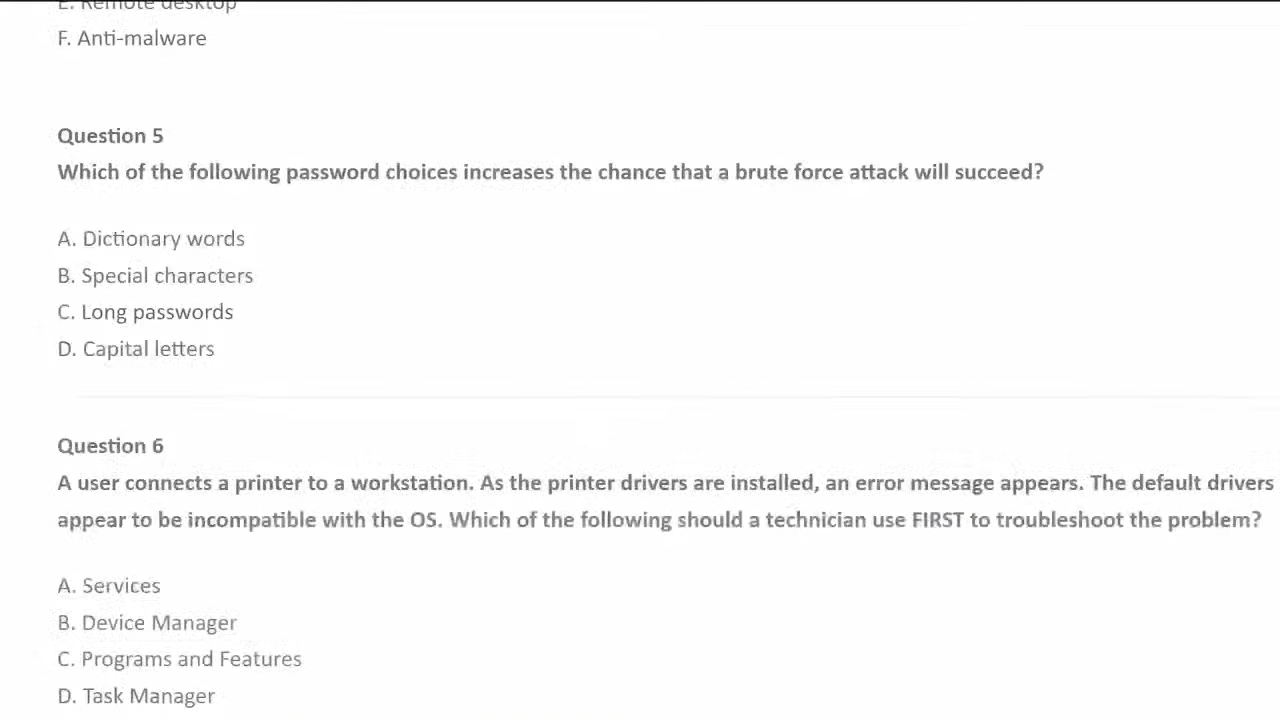 E. Remote desktop
F. Anti-malware
Question 5
Which of the following password choices increases the chance that a brute force attack will succeed?
A. Dictionary words
B. Special characters
C. Long passwords
D. Capital letters
Question 6
A user connects a printer to a workstation. As the printer drivers are installed, an error message appears. The default drivers
appear to be incompatible with the OS. Which of the following should a technician use FIRST to troubleshoot the problem?
A. Services
B. Device Manager
C. Programs and Features
D. Task Manager